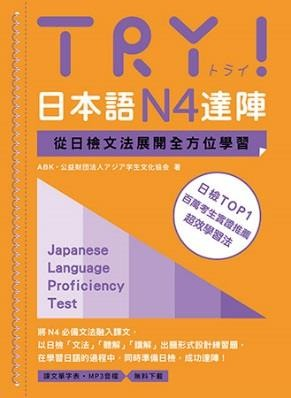 TRY!
トライ
日本語N4達陣
從日檢文法展開全方位學習
ABK・公益財団法人アジア学生文化協会 著
日檢TOP1
百萬考生實證推薦
超效學習法
Japanese
Language
Proficiency
Test
將N4必備文法融入課文，
以日檢「文法」「聽解」「讀解」出題形式設計練習題，
在學習日語的過程中，同時準備日檢，成功達陣！
課文單字表・MP3音檔 無料下載